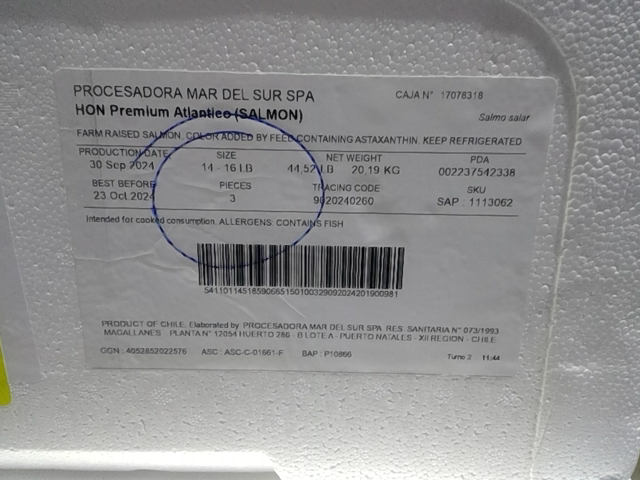 PROCESADORA MAR DEL SUR SPA CAJA N° 17078318
HON Premium Atlantico (SALMON) Salmo salar
FARM RAISED SALMON, COLOR ADDED BY FEED CONTAINING ASTAXANTHIN. KEEP REFRIGERATED
PRODUCTION DATE SIZE NET WEIGHT PDA
30 Sep 2024 14 - 16 LB 44,52 LB 20,19 KG 002237542338
BEST BEFORE PIECES TRACING CODE SKU
23 Oct 2024 3 9020240260 SAP : 1113062
Intended for cooked consumption. ALLERGENS: CONTAINS FISH
54110114518590665150100329092024201900981
PRODUCT OF CHILE. Elaborated by PROCESADORA MAR DEL SUR SPA. RES. SANITARIA N° 073/1993
MAGALLANES PLANTA N° 12054 HUERTO 286 - B LOTE A - PUERTO NATALES - XII REGION - CHILE
GGN : 4052852022576 ASC : ASC-C-01661-F BAP : P10866 Turno 2 11:44